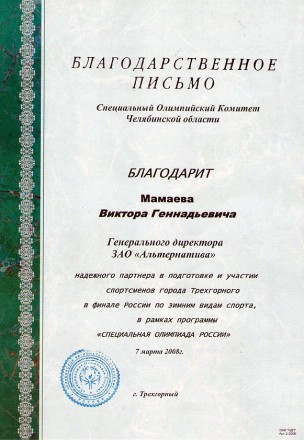 БЛАГОДАРСТВЕННОЕ
ПИСЬМО
Специальный Олимпийский Комитет
Челябинской области
БЛАГОДАРИТ
Мамаева
Виктора Геннадьевича
Генерального директора
ЗАО «Альтернатива»
надежного партнера в подготовке и участии
спортсменов города Трехгорного
в финале России по зимним видам спорта,
в рамках программы
«СПЕЦИАЛЬНАЯ ОЛИМПИАДА РОССИИ»
7 марта 2008г.
г. Трехгорный